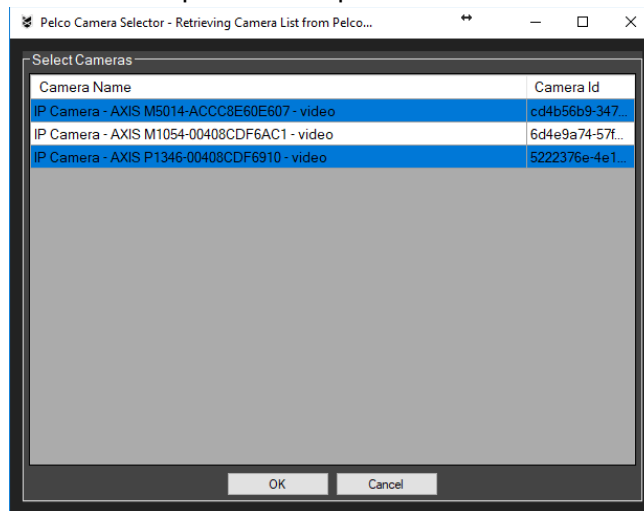 Pelco Camera Selector - Retrieving Camera List from Pelco...
Select Cameras
Camera Name Camera Id
IP Camera - AXIS M5014-ACCC8E60E607 - video cd4b56b9-347...
IP Camera - AXIS M1054-00408CDF6AC1 - video 6d4e9a74-57f...
IP Camera - AXIS P1346-00408CDF6910 - video 5222376e-4e1...
OK Cancel